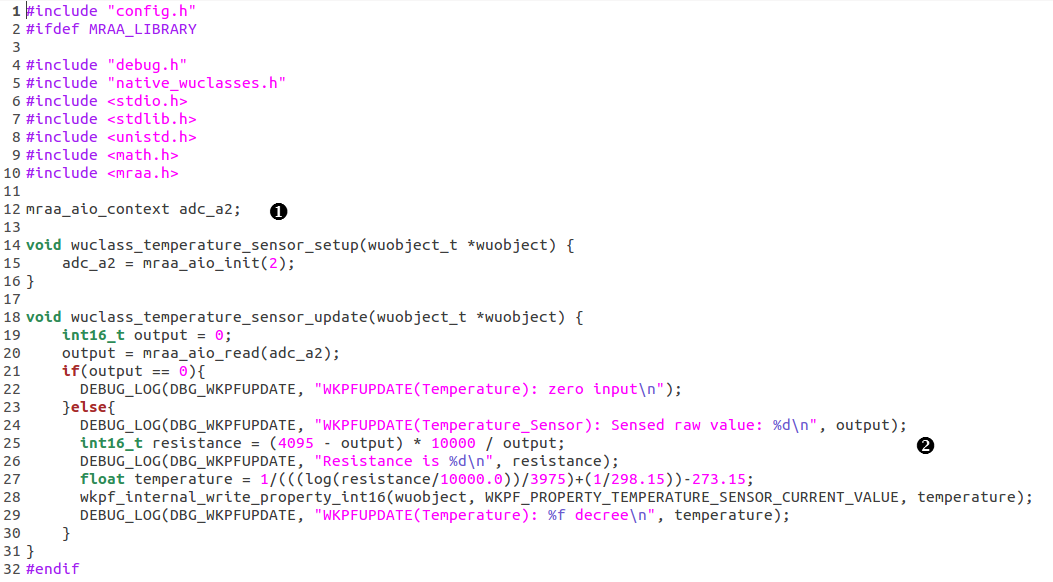 1 #include "config.h"
2 #ifdef MRAA_LIBRARY
3
4 #include "debug.h"
5 #include "native_wuclasses.h"
6 #include <stdio.h>
7 #include <stdlib.h>
8 #include <unistd.h>
9 #include <math.h>
10 #include <mraa.h>
11
12 mraa_aio_context adc_a2; ❶
13
14 void wuclass_temperature_sensor_setup(wuobject_t *wuobject) {
15     adc_a2 = mraa_aio_init(2);
16 }
17
18 void wuclass_temperature_sensor_update(wuobject_t *wuobject) {
19     int16_t output = 0;
20     output = mraa_aio_read(adc_a2);
21     if(output == 0){
22       DEBUG_LOG(DBG_WKPFUPDATE, "WKPFUPDATE(Temperature): zero input\n");
23     }else{
24       DEBUG_LOG(DBG_WKPFUPDATE, "WKPFUPDATE(Temperature_Sensor): Sensed raw value: %d\n", output);
25       int16_t resistance = (4095 - output) * 10000 / output; ❷
26       DEBUG_LOG(DBG_WKPFUPDATE, "Resistance is %d\n", resistance);
27       float temperature = 1/(((log(resistance/10000.0))/3975)+(1/298.15))-273.15;
28       wkpf_internal_write_property_int16(wuobject, WKPF_PROPERTY_TEMPERATURE_SENSOR_CURRENT_VALUE, temperature);
29       DEBUG_LOG(DBG_WKPFUPDATE, "WKPFUPDATE(Temperature): %f decree\n", temperature);
30     }
31 }
32 #endif